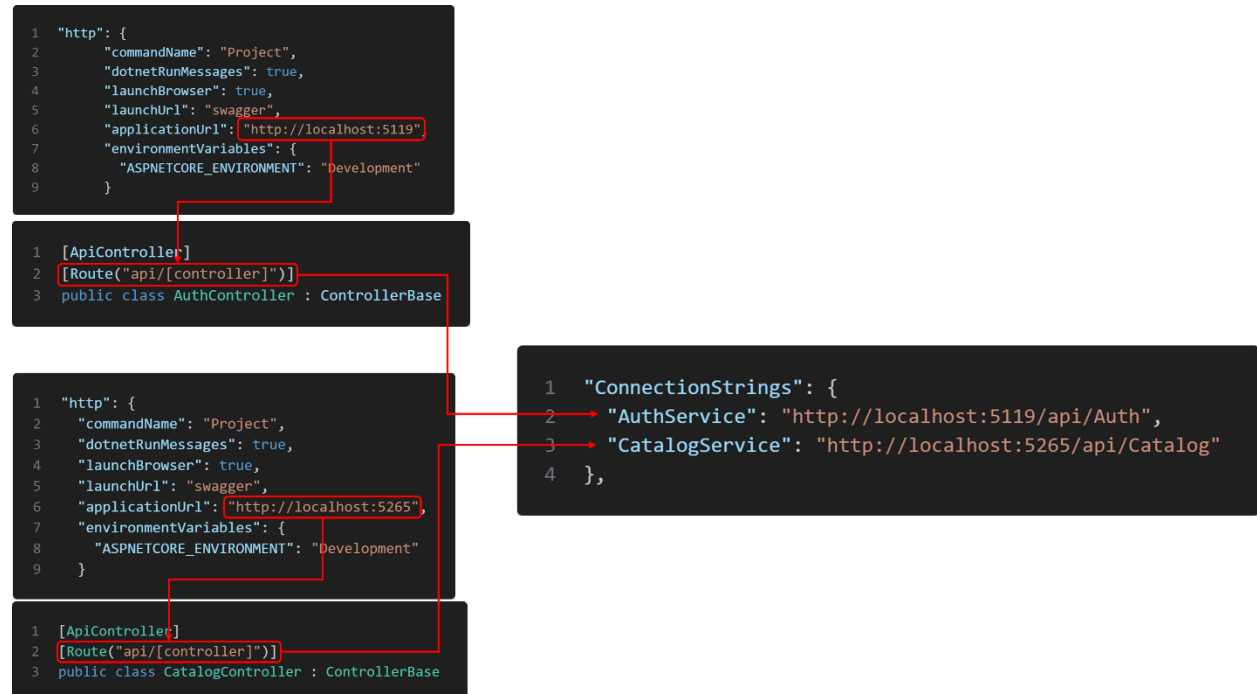 1 "http": {
2 "commandName": "Project",
3 "dotnetRunMessages": true,
4 "launchBrowser": true,
5 "launchUrl": "swagger",
6 "applicationUrl": "http://localhost:5119",
7 "environmentVariables": {
8 "ASPNETCORE_ENVIRONMENT": "Development"
9 }
1 [ApiController]
2 [Route("api/[controller]")]
3 public class AuthController : ControllerBase
1 "http": {
2 "commandName": "Project",
3 "dotnetRunMessages": true,
4 "launchBrowser": true,
5 "launchUrl": "swagger",
6 "applicationUrl": "http://localhost:5265",
7 "environmentVariables": {
8 "ASPNETCORE_ENVIRONMENT": "Development"
9 }
1 [ApiController]
2 [Route("api/[controller]")]
3 public class CatalogController : ControllerBase
1 "ConnectionStrings": {
2 "AuthService": "http://localhost:5119/api/Auth",
3 "CatalogService": "http://localhost:5265/api/Catalog"
4 },